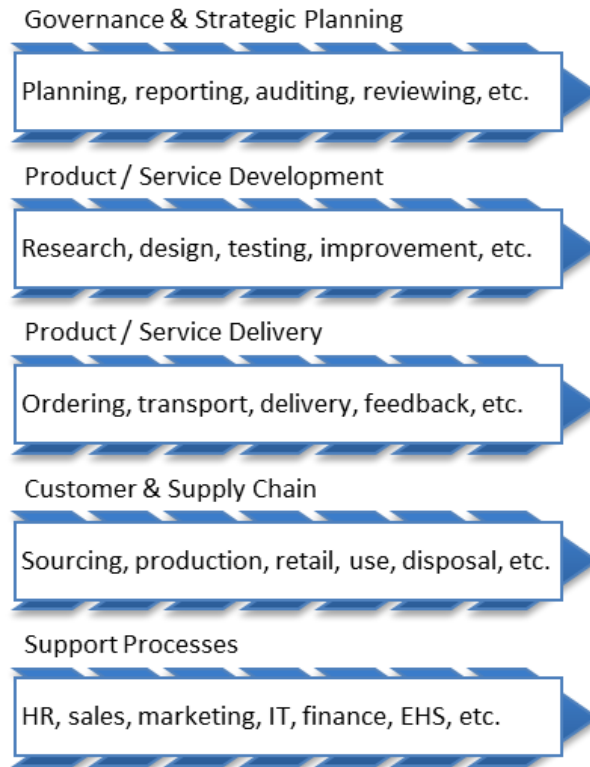 Governance & Strategic Planning
Planning, reporting, auditing, reviewing, etc.
Product / Service Development
Research, design, testing, improvement, etc.
Product / Service Delivery
Ordering, transport, delivery, feedback, etc.
Customer & Supply Chain
Sourcing, production, retail, use, disposal, etc.
Support Processes
HR, sales, marketing, IT, finance, EHS, etc.